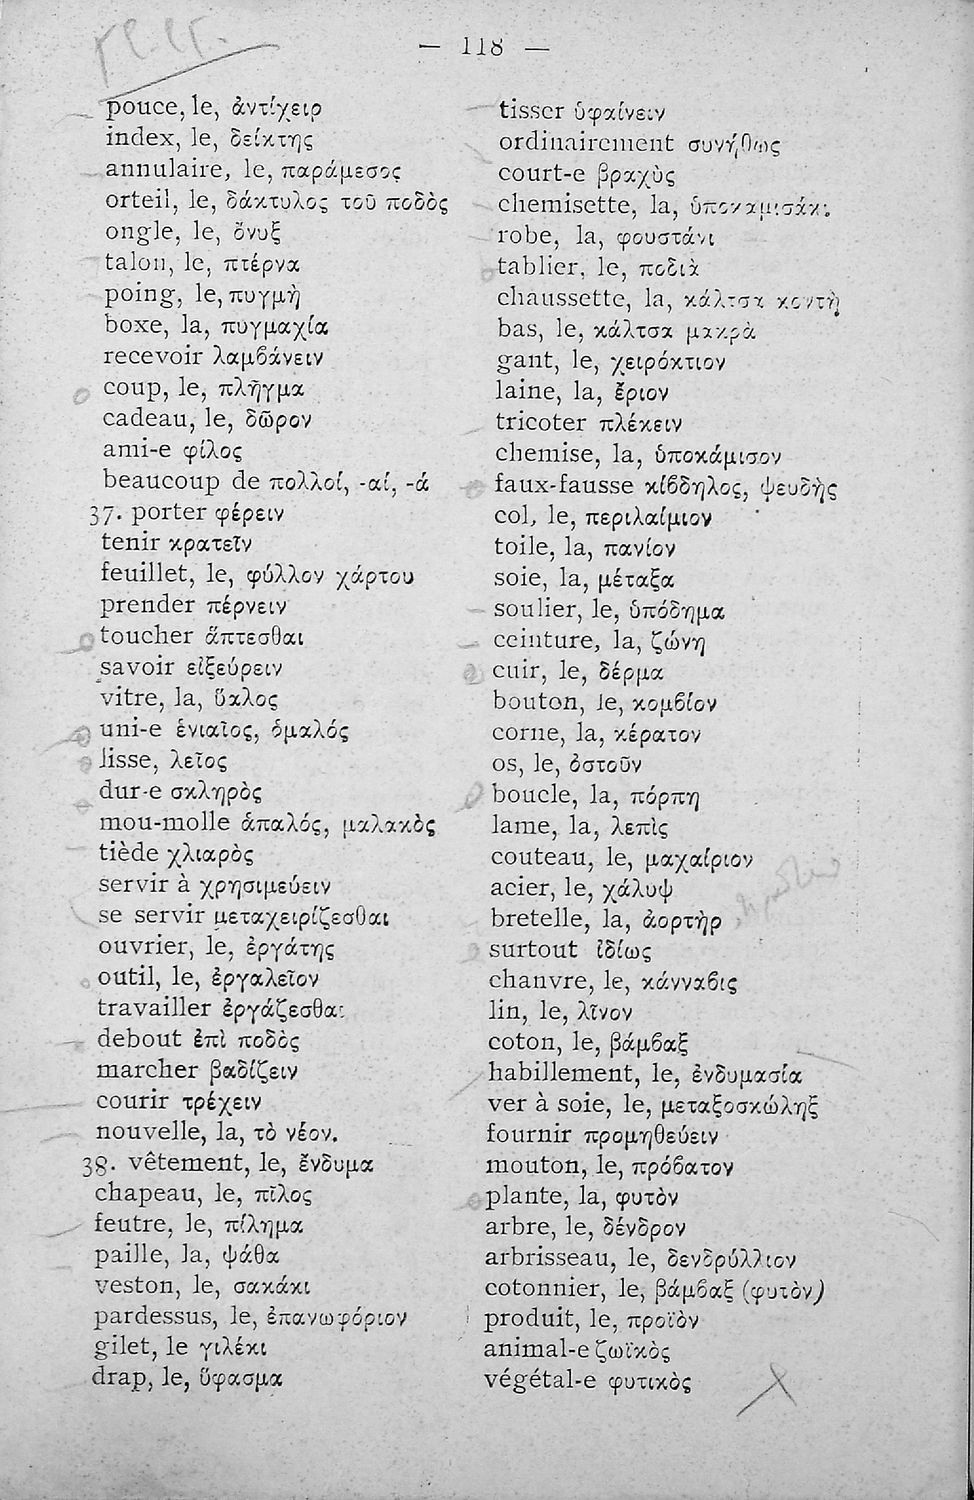 — 118 —
pouce, le, ἀντίχειρ
index, le, δείκτης
annulaire, le, παράμεσος
orteil, le, δάκτυλος τοῦ ποδὸς
ongle, le, ὄνυξ
talon, le, πτέρνα
poing, le, πυγμὴ
boxe, la, πυγμαχία
recevoir λαμϐάνειν
coup, le, πλῆγμα
cadeau, le, δῶρον
ami-e φίλος
beaucoup de πολλοί, -αί, -ά
37. porter φέρειν
tenir κρατεῖν
feuillet, le, φύλλον χάρτου
prender πέρνειν
toucher ἅπτεσθαι
savoir εἰξεύρειν
vitre, la, ὕαλος
uni-e ἑνιαῖος, ὁμαλός
lisse, λεῖος
dur-e σκληρὸς
mou-molle ἁπαλός, μαλακὸς
tiède χλιαρὸς
servir à χρησιμεύειν
se servir μεταχειρίζεσθαι
ouvrier, le, ἐργάτης
outil, le, ἐργαλεῖον
travailler ἐργάζεσθαι
debout ἐπὶ ποδὸς
marcher βαδίζειν
courir τρέχειν
nouvelle, la, τὸ νέον.
38. vêtement, le, ἔνδυμα
chapeau, le, πῖλος
feutre, le, πίλημα
paille, la, ψάθα
veston, le, σακάκι
pardessus, le, ἐπανωφόριον
gilet, le γιλέκι
drap, le, ὕφασμα
tisser ὑφαίνειν
ordinairement συνήθως
court-e βραχὺς
chemisette, la, ὑποκαμισάκι
robe, la, φουστάνι
tablier, le, ποδιὰ
chaussette, la, κάλτσα κοντὴ
bas, le, κάλτσα μακρὰ
gant, le, χειρόκτιον
laine, la, ἔριον
tricoter πλέκειν
chemise, la, ὑποκάμισον
faux-fausse κίϐδηλος, ψευδὴς
col, le, περιλαίμιον
toile, la, πανίον
soie, la, μέταξα
soulier, le, ὑπόδημα
ceinture, la, ζώνη
cuir, le, δέρμα
bouton, le, κομϐίον
corne, la, κέρατον
os, le, ὀστοῦν
boucle, la, πόρπη
lame, la, λεπὶς
couteau, le, μαχαίριον
acier, le, χάλυψ
bretelle, la, ἀορτὴρ
surtout ἰδίως
chanvre, le, κάνναϐις
lin, le, λῖνον
coton, le, βάμϐαξ
habillement, le, ἐνδυμασία
ver à soie, le, μεταξοσκώληξ
fournir προμηθεύειν
mouton, le, πρόϐατον
plante, la, φυτὸν
arbre, le, δένδρον
arbrisseau, le, δενδρύλλιον
cotonnier, le, βάμϐαξ (φυτὸν)
produit, le, προϊὸν
animal-e ζωϊκὸς
végétal-e φυτικὸς